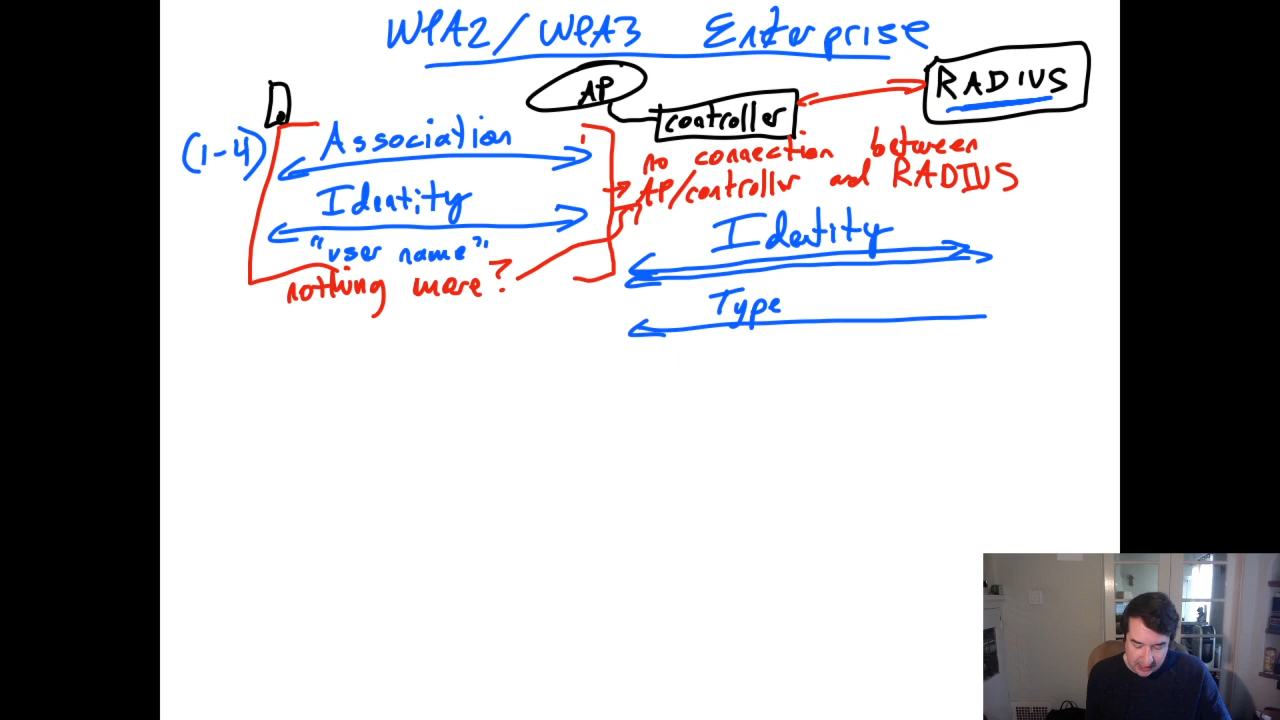 WPA2/WPA3 Enterprise
AP
controller
RADIUS
(1-4)
Association
no connection between
AP/controller and RADIUS
Identity
"user name"
nothing more?
Identity
Type